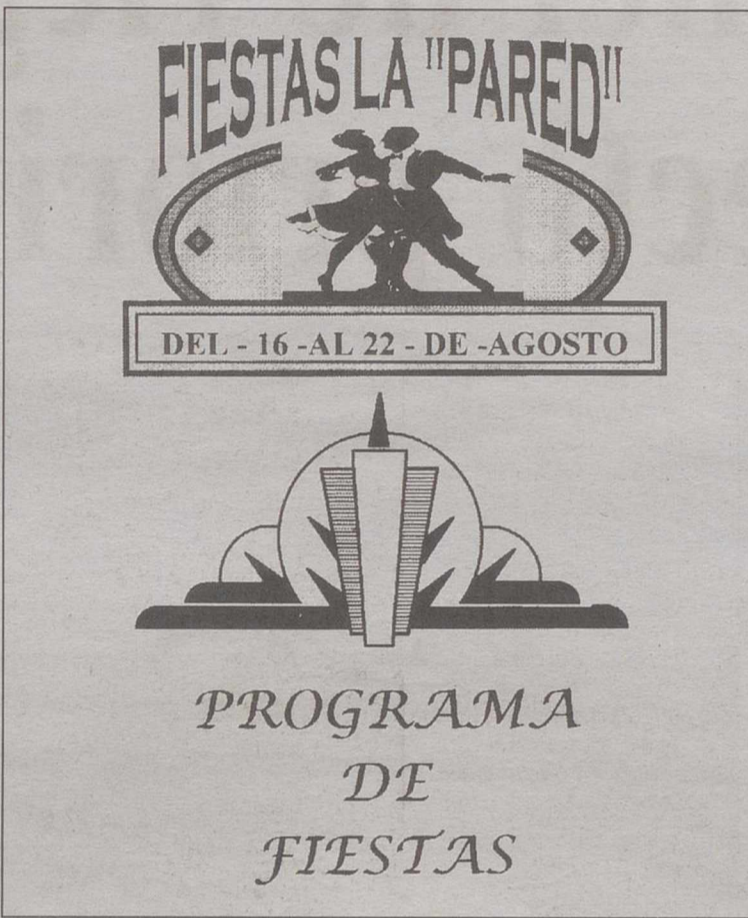 FIESTAS LA "PARED"
DEL - 16 -AL 22 - DE -AGOSTO
PROGRAMA
DE
FIESTAS